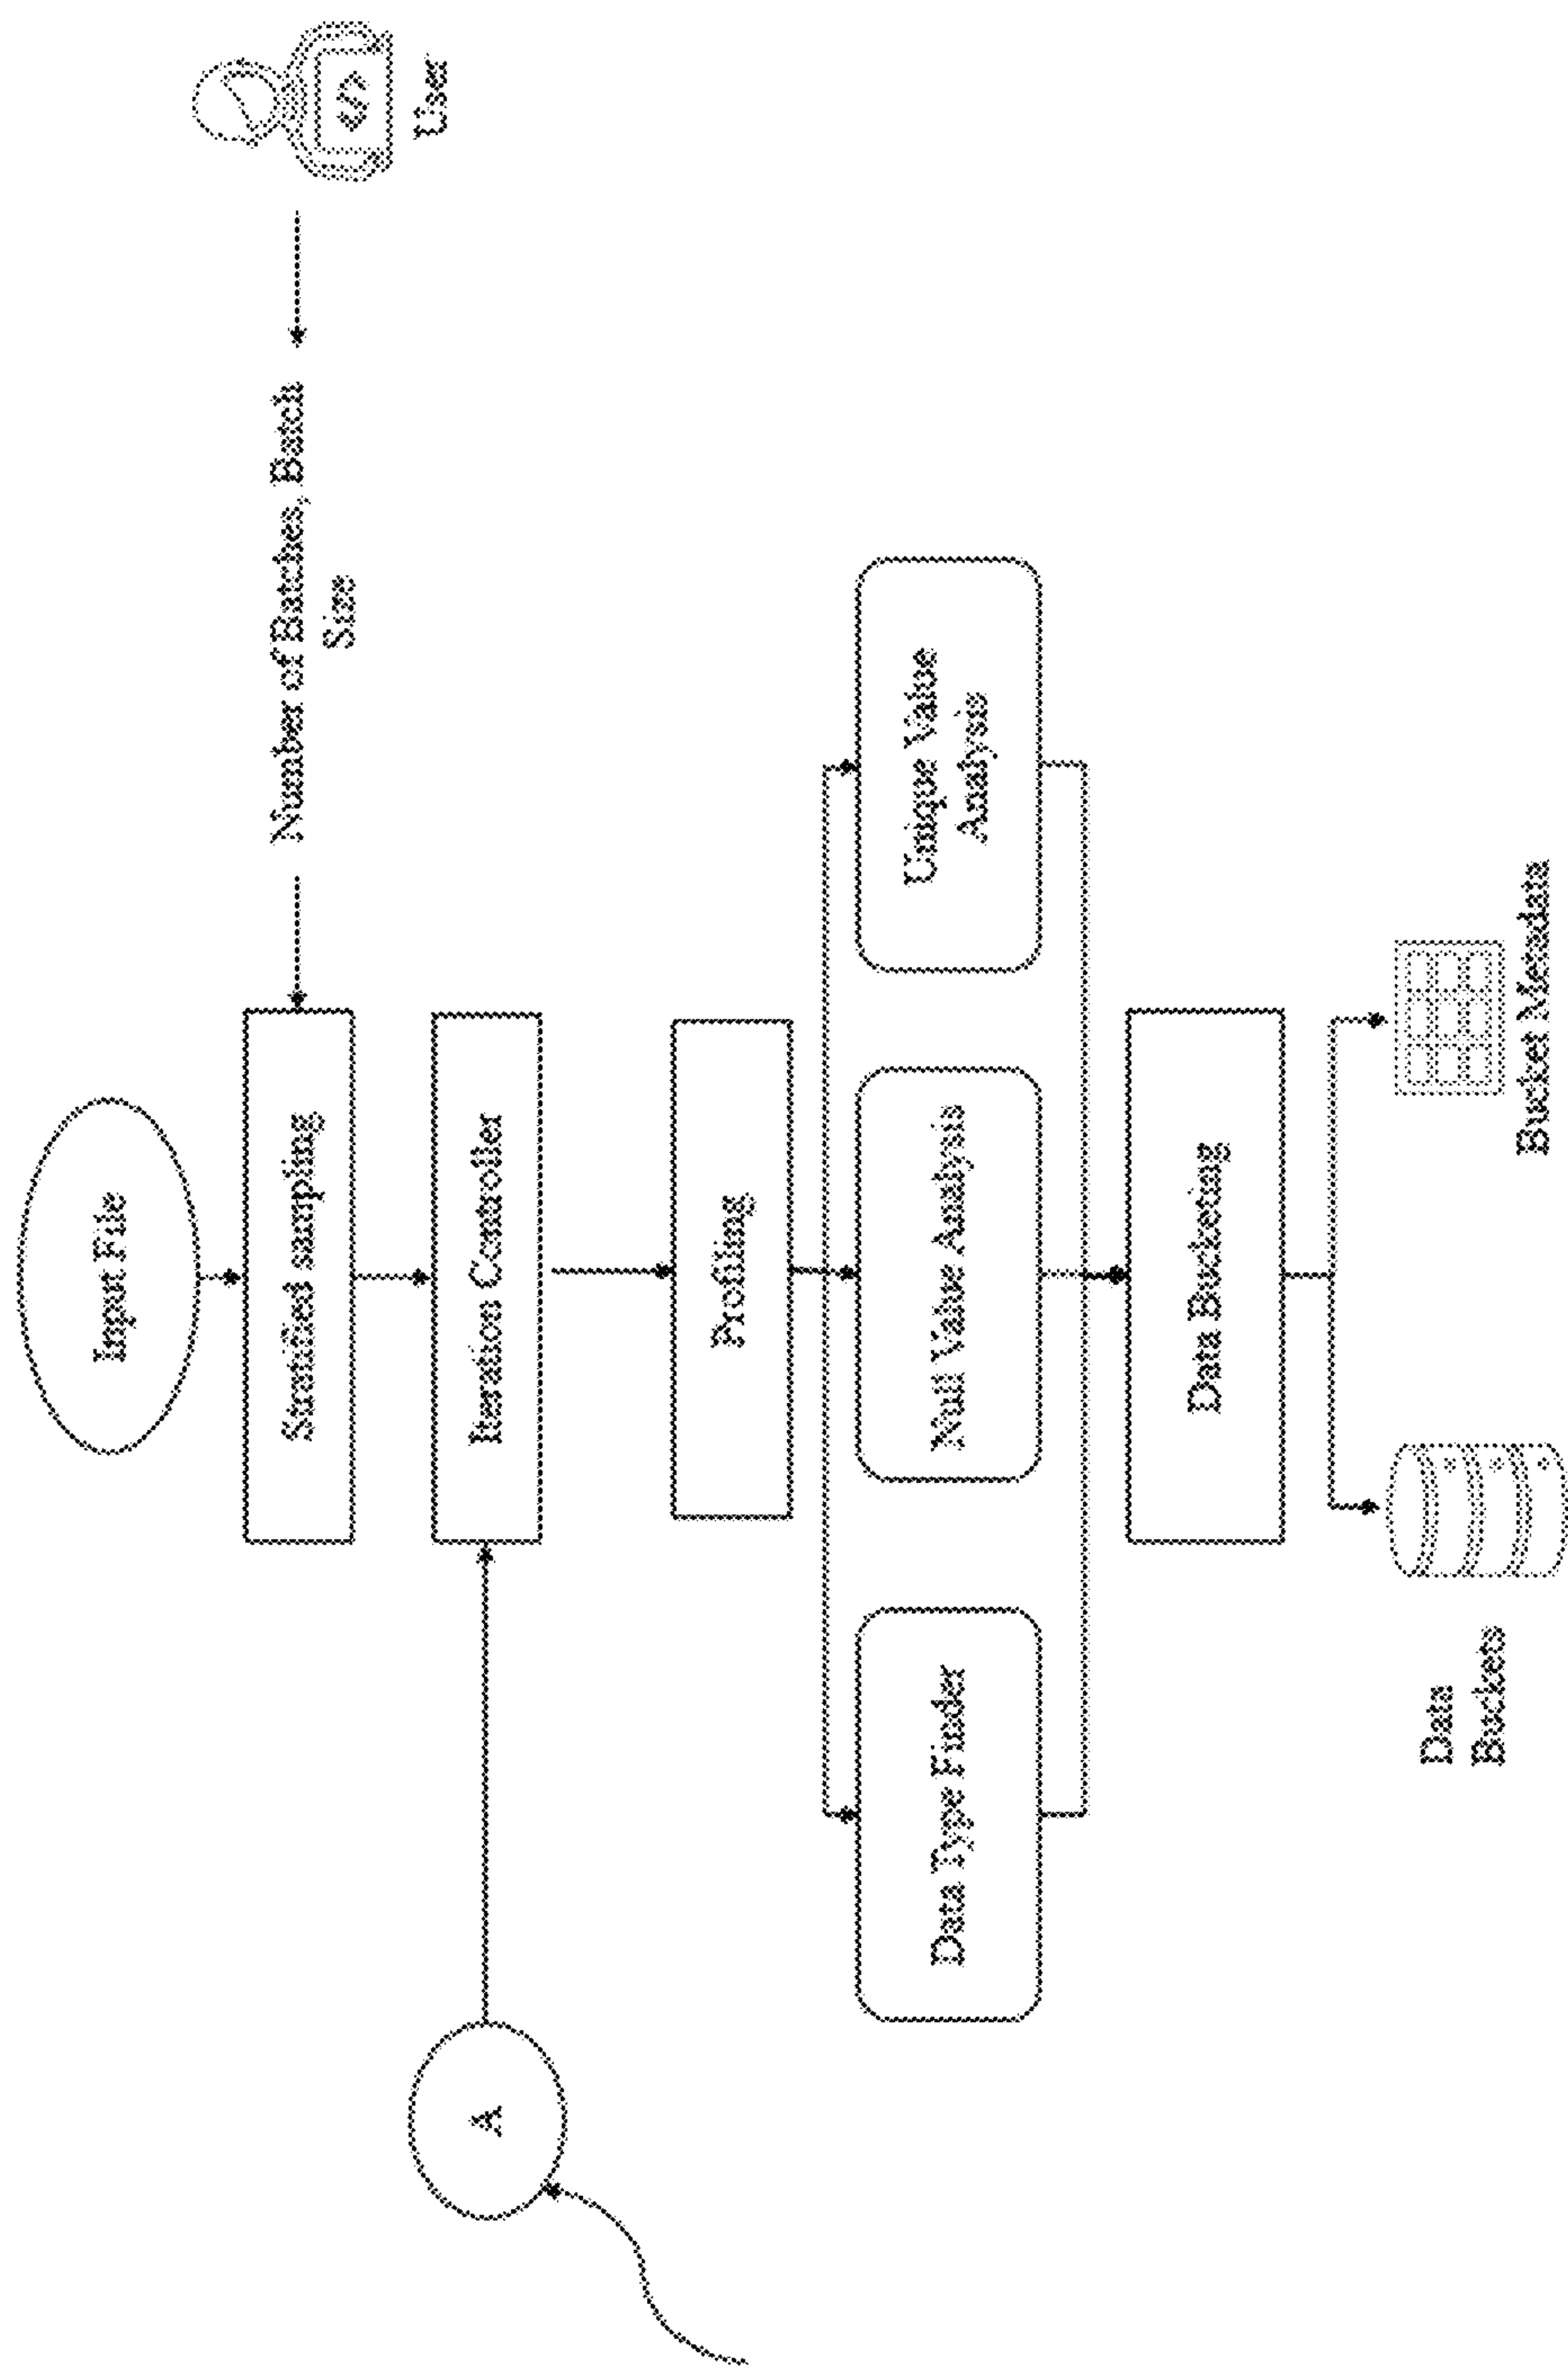 Input File
User
Number of Batches, Batch
Size
Stratified sampling
A
Iteration Controller
Profiling
Data Type Finder
Null Value Analysis
Unique Value
Analysis
Data Bucketing
Data
Buckets
Bucket Metadata